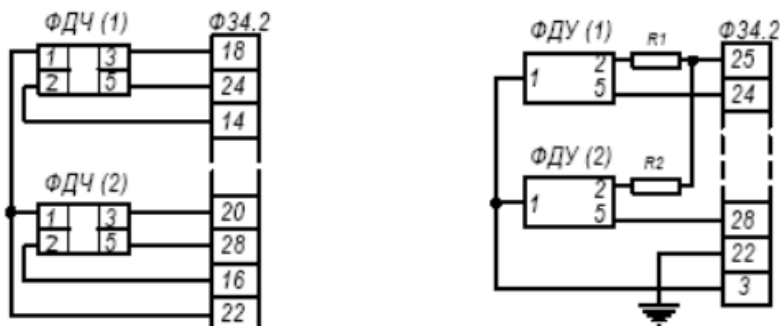 ФДЧ (1)
Ф34.2
1 3 18
2 5 24
14
ФДЧ (2)
1 3 20
2 5 28
16
22
ФДУ (1)
R1
Ф34.2
1 2 25
5 24
ФДУ (2)
R2
1 2
5 28
22
3